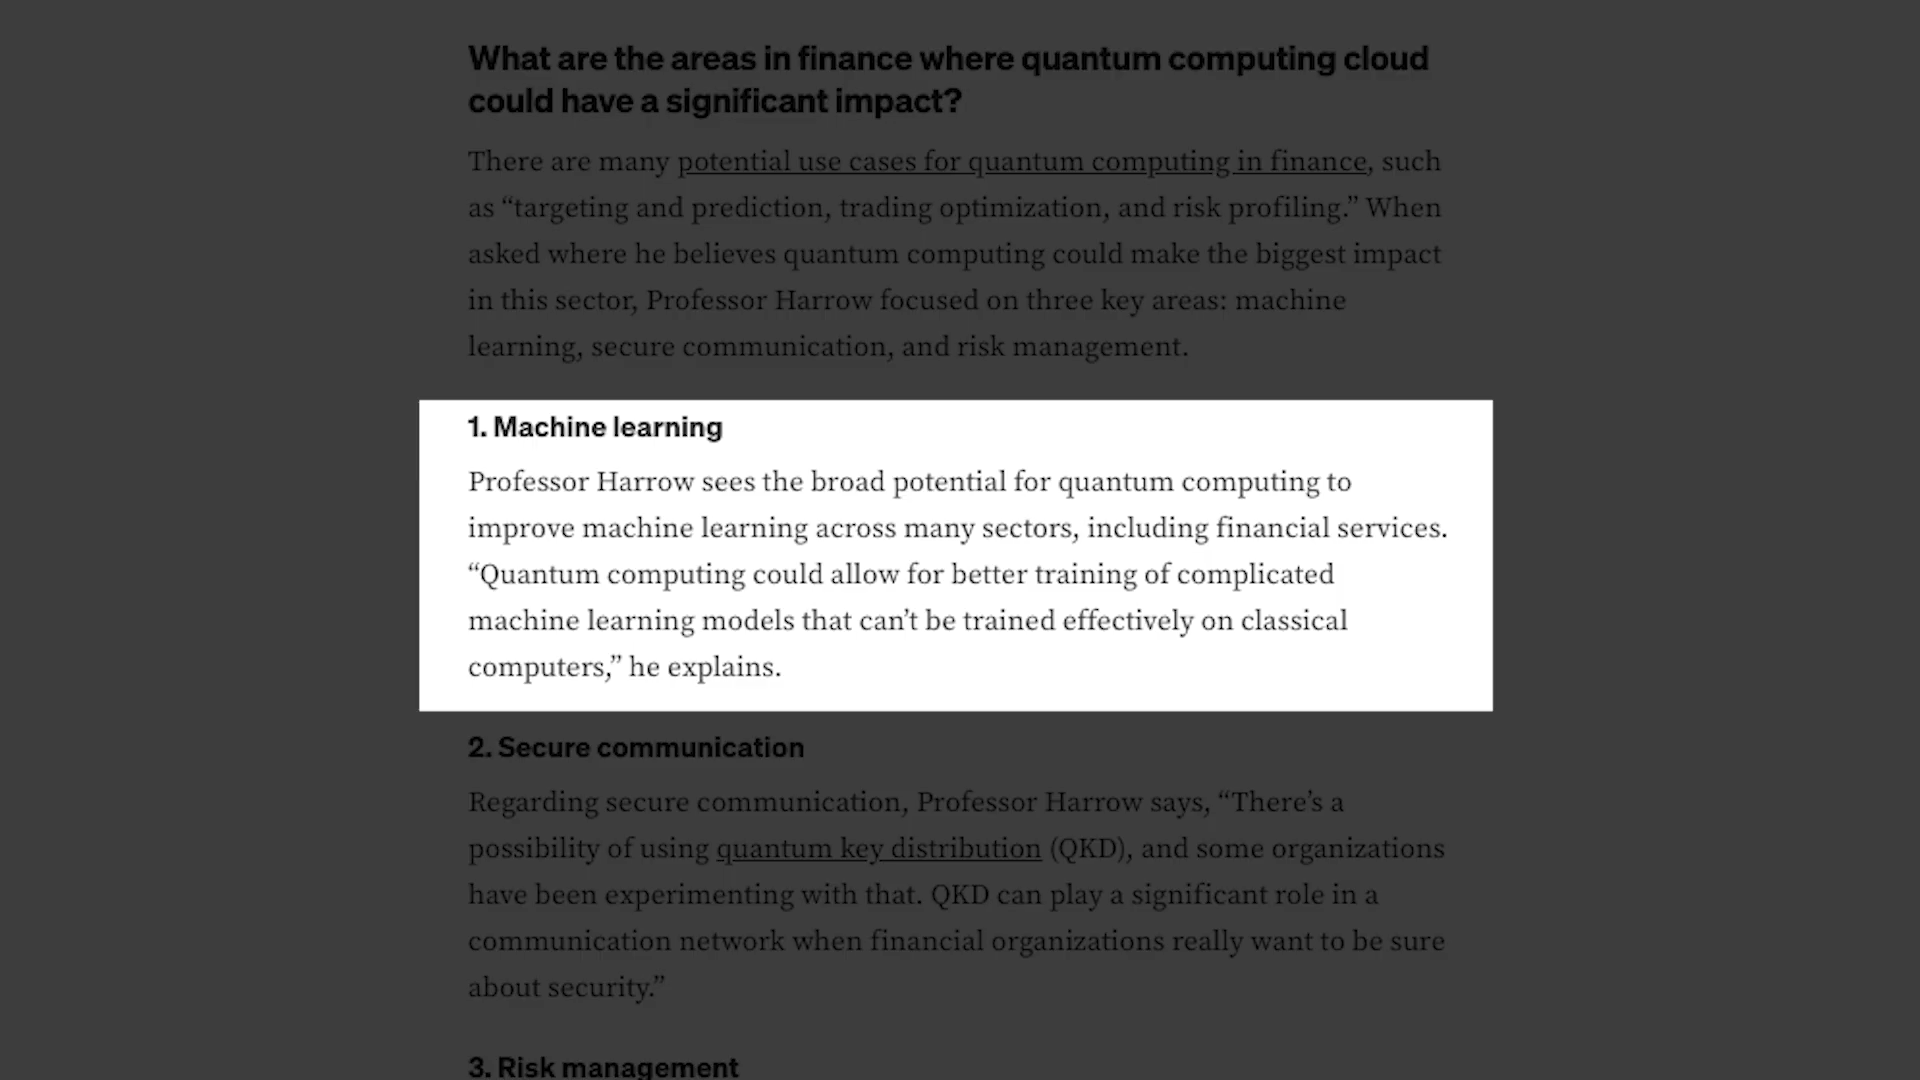 What are the areas in finance where quantum computing cloud
could have a significant impact?
There are many potential use cases for quantum computing in finance, such
as “targeting and prediction, trading optimization, and risk profiling.” When
asked where he believes quantum computing could make the biggest impact
in this sector, Professor Harrow focused on three key areas: machine
learning, secure communication, and risk management.
1. Machine learning
Professor Harrow sees the broad potential for quantum computing to
improve machine learning across many sectors, including financial services.
“Quantum computing could allow for better training of complicated
machine learning models that can’t be trained effectively on classical
computers,” he explains.
2. Secure communication
Regarding secure communication, Professor Harrow says, “There’s a
possibility of using quantum key distribution (QKD), and some organizations
have been experimenting with that. QKD can play a significant role in a
communication network when financial organizations really want to be sure
about security.”
3. Risk management